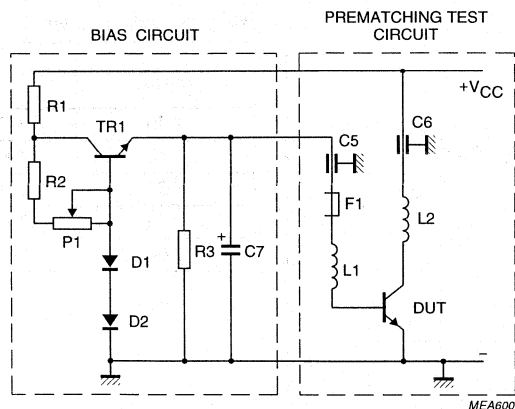 BIAS CIRCUIT
PREMATCHING TEST
CIRCUIT
R1
TR1
+VCC
C5
C6
R2
F1
P1
L2
D1
R3
+
C7
L1
D2
DUT
–
MEA600